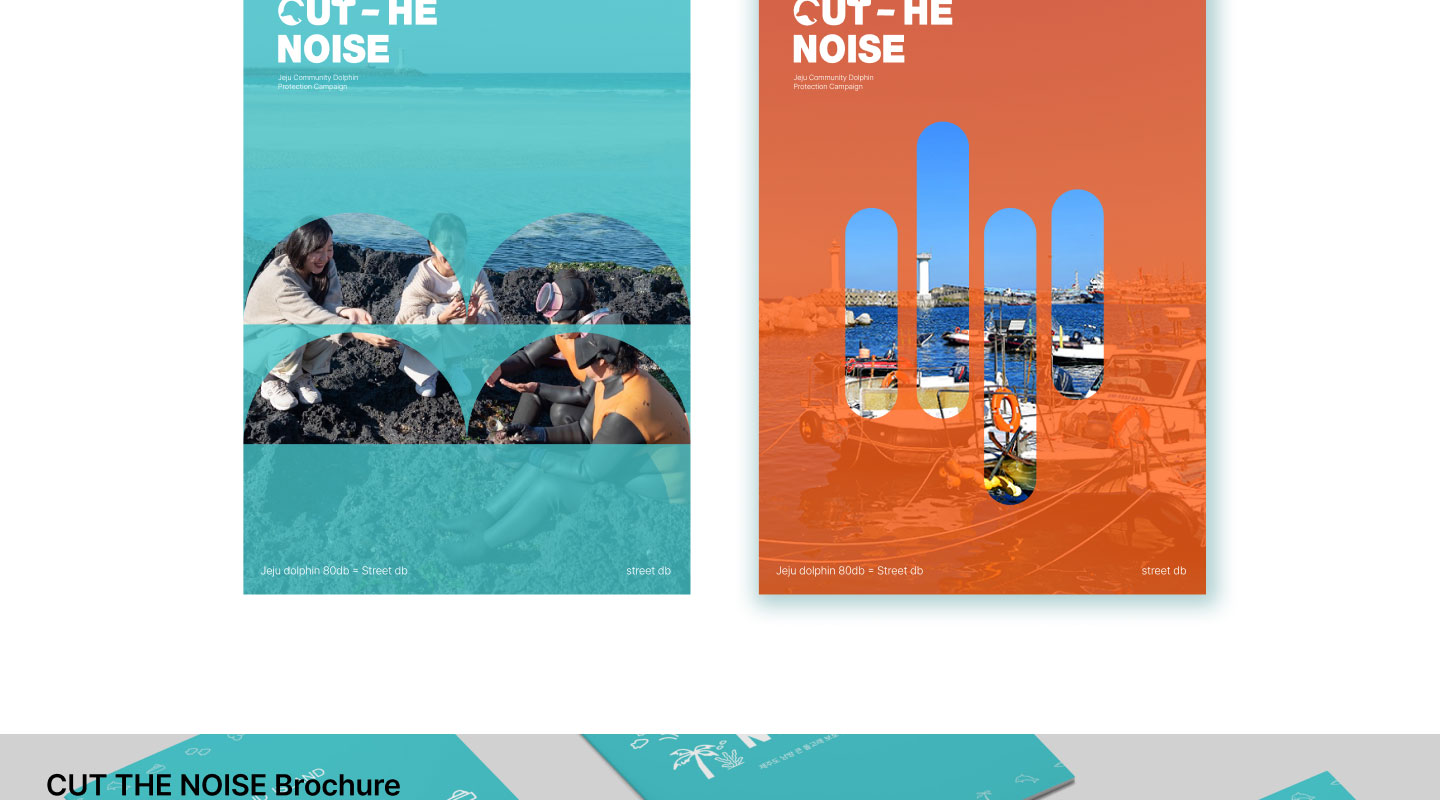 CUT-HE
NOISE
Jeju Community Dolphin
Protection Campaign
Jeju dolphin 80db = Street db
street db
CUT-HE
NOISE
Jeju Community Dolphin
Protection Campaign
Jeju dolphin 80db = Street db
street db
CUT THE NOISE Brochure